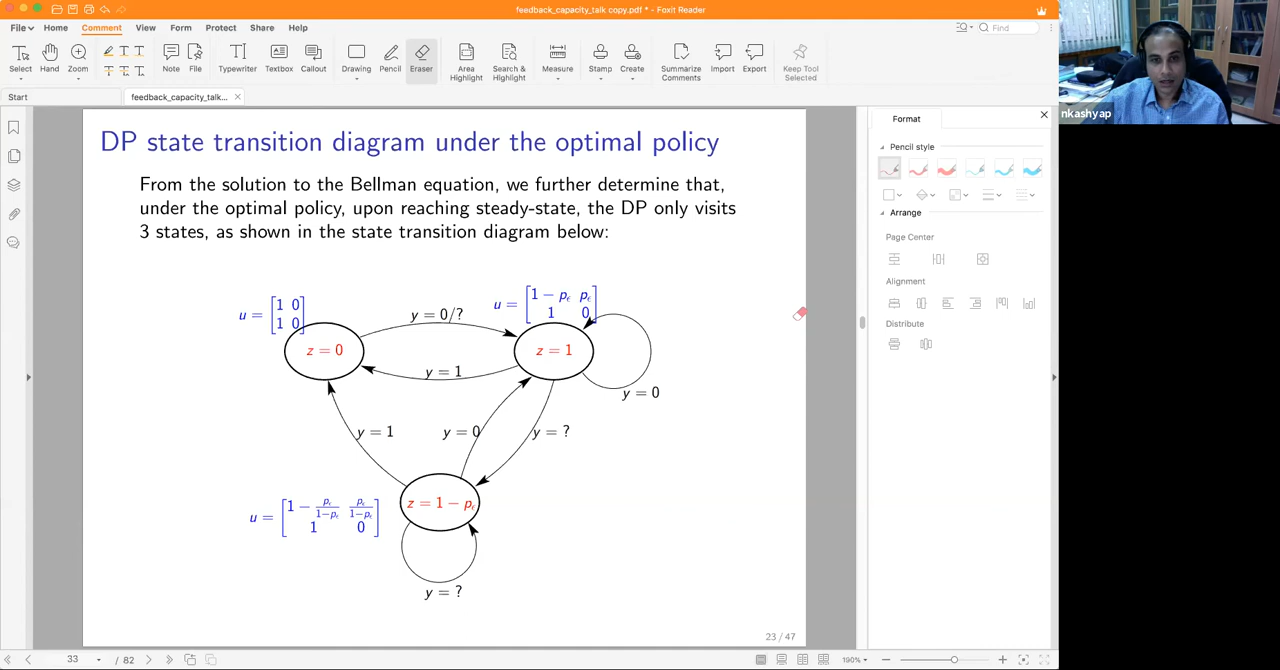 feedback_capacity_talk copy.pdf * - Foxit Reader
File Home Comment View Form Protect Share Help
Find
Select Hand Zoom
Note File Typewriter Textbox Callout Drawing Pencil Eraser Area Highlight Search & Highlight Measure Stamp Create Summarize Comments Import Export Keep Tool Selected
Start feedback_capacity_talk...
nkashyap
Format
Pencil style
Arrange
Page Center
Alignment
Distribute
DP state transition diagram under the optimal policy
From the solution to the Bellman equation, we further determine that,
under the optimal policy, upon reaching steady-state, the DP only visits
3 states, as shown in the state transition diagram below:
u = [1 0
1 0]
y = 0/?
u = [1 − pϵ pϵ
1 0]
z = 0
z = 1
y = 1
y = 0
y = 1
y = 0
y = ?
z = 1 − pϵ
u = [1 − pϵ/(1−pϵ) pϵ/(1−pϵ)
1 0]
y = ?
23 / 47
33 / 82
190%